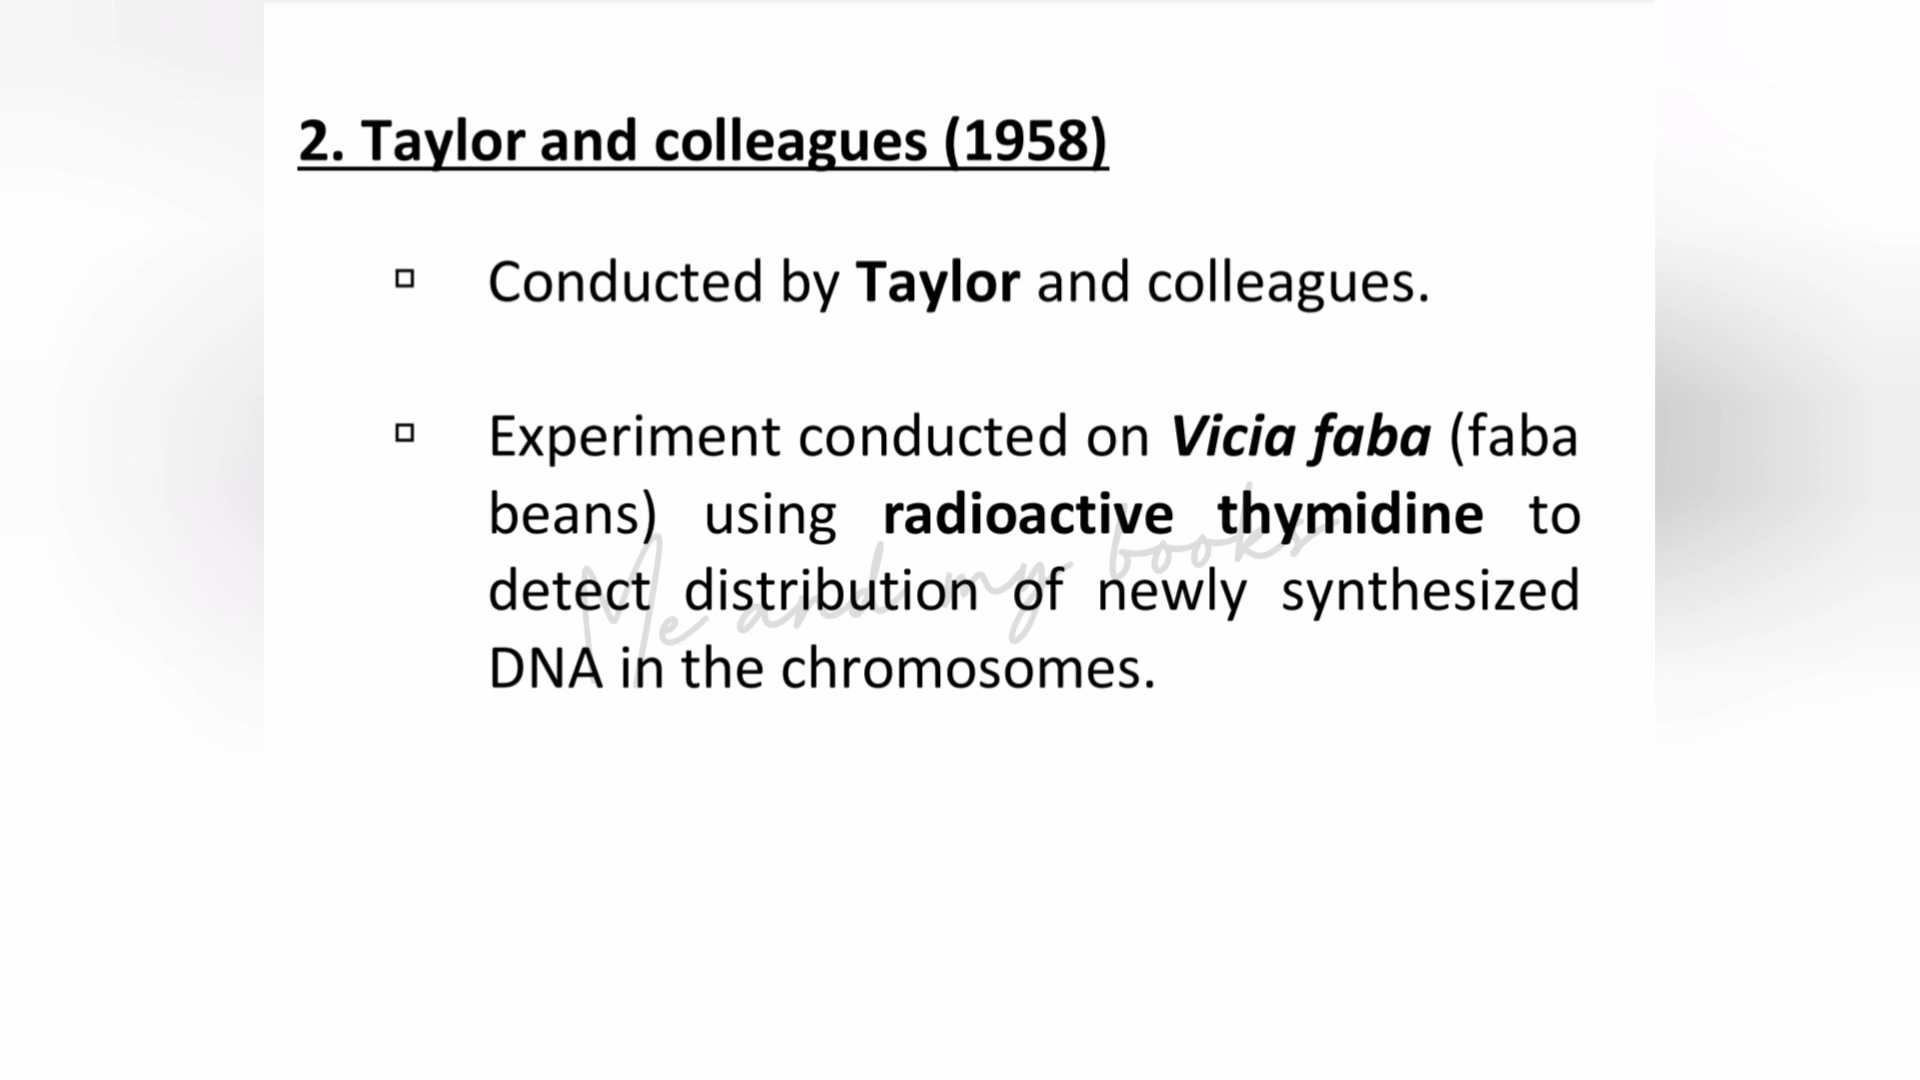 2. Taylor and colleagues (1958)
Conducted by Taylor and colleagues.
Experiment conducted on Vicia faba (faba
beans) using radioactive thymidine to
detect distribution of newly synthesized
DNA in the chromosomes.
Me and my books